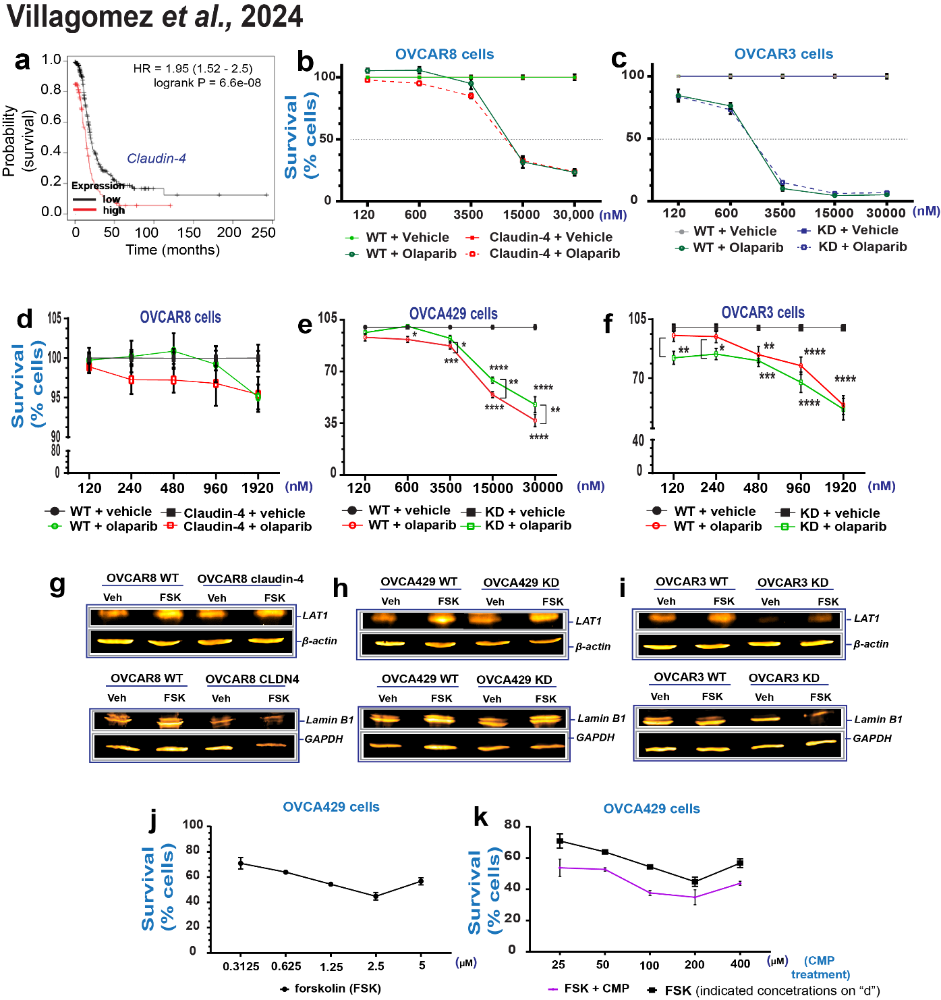 Villagomez et al., 2024
a
1.0
0.8
0.6
0.4
0.2
0.0
Probability
(survival)
HR = 1.95 (1.52 - 2.5)
logrank P = 6.6e-08
Claudin-4
Expression
low
high
0 50 100 150 200 250
Time (months)
b
OVCAR8 cells
Survival
(% cells)
100
50
0
120 600 3500 15000 30,000 (nM)
WT + Vehicle Claudin-4 + Vehicle
WT + Olaparib Claudin-4 + Olaparib
c
OVCAR3 cells
100
50
0
120 600 3500 15000 30000 (nM)
WT + Vehicle KD + Vehicle
WT + Olaparib KD + Olaparib
d
OVCAR8 cells
Survival
(% cells)
105
100
95
90
80
0
120 240 480 960 1920 (nM)
WT + vehicle Claudin-4 + vehicle
WT + olaparib Claudin-4 + olaparib
e
OVCA429 cells
105
70
35
0
*
*
***
****
**
****
****
**
****
120 600 3500 15000 30000 (nM)
WT + vehicle KD + vehicle
WT + olaparib KD + olaparib
f
OVCAR3 cells
105
70
40
0
**
*
**
***
****
****
****
120 240 480 960 1920 (nM)
WT + vehicle KD + vehicle
WT + olaparib KD + olaparib
g
OVCAR8 WT OVCAR8 claudin-4
Veh FSK Veh FSK
LAT1
β-actin
OVCAR8 WT OVCAR8 CLDN4
Veh FSK Veh FSK
Lamin B1
GAPDH
h
OVCA429 WT OVCA429 KD
Veh FSK Veh FSK
LAT1
β-actin
OVCA429 WT OVCA429 KD
Veh FSK Veh FSK
Lamin B1
GAPDH
i
OVCAR3 WT OVCAR3 KD
Veh FSK Veh FSK
LAT1
β-actin
OVCAR3 WT OVCAR3 KD
Veh FSK Veh FSK
Lamin B1
GAPDH
j
OVCA429 cells
Survival
(% cells)
100
80
60
40
20
0
0.3125 0.625 1.25 2.5 5 (µM)
forskolin (FSK)
k
OVCA429 cells
Survival
(% cells)
80
60
40
20
0
25 50 100 200 400 (µM) (CMP
treatment)
FSK + CMP FSK (indicated concetrations on “d”)